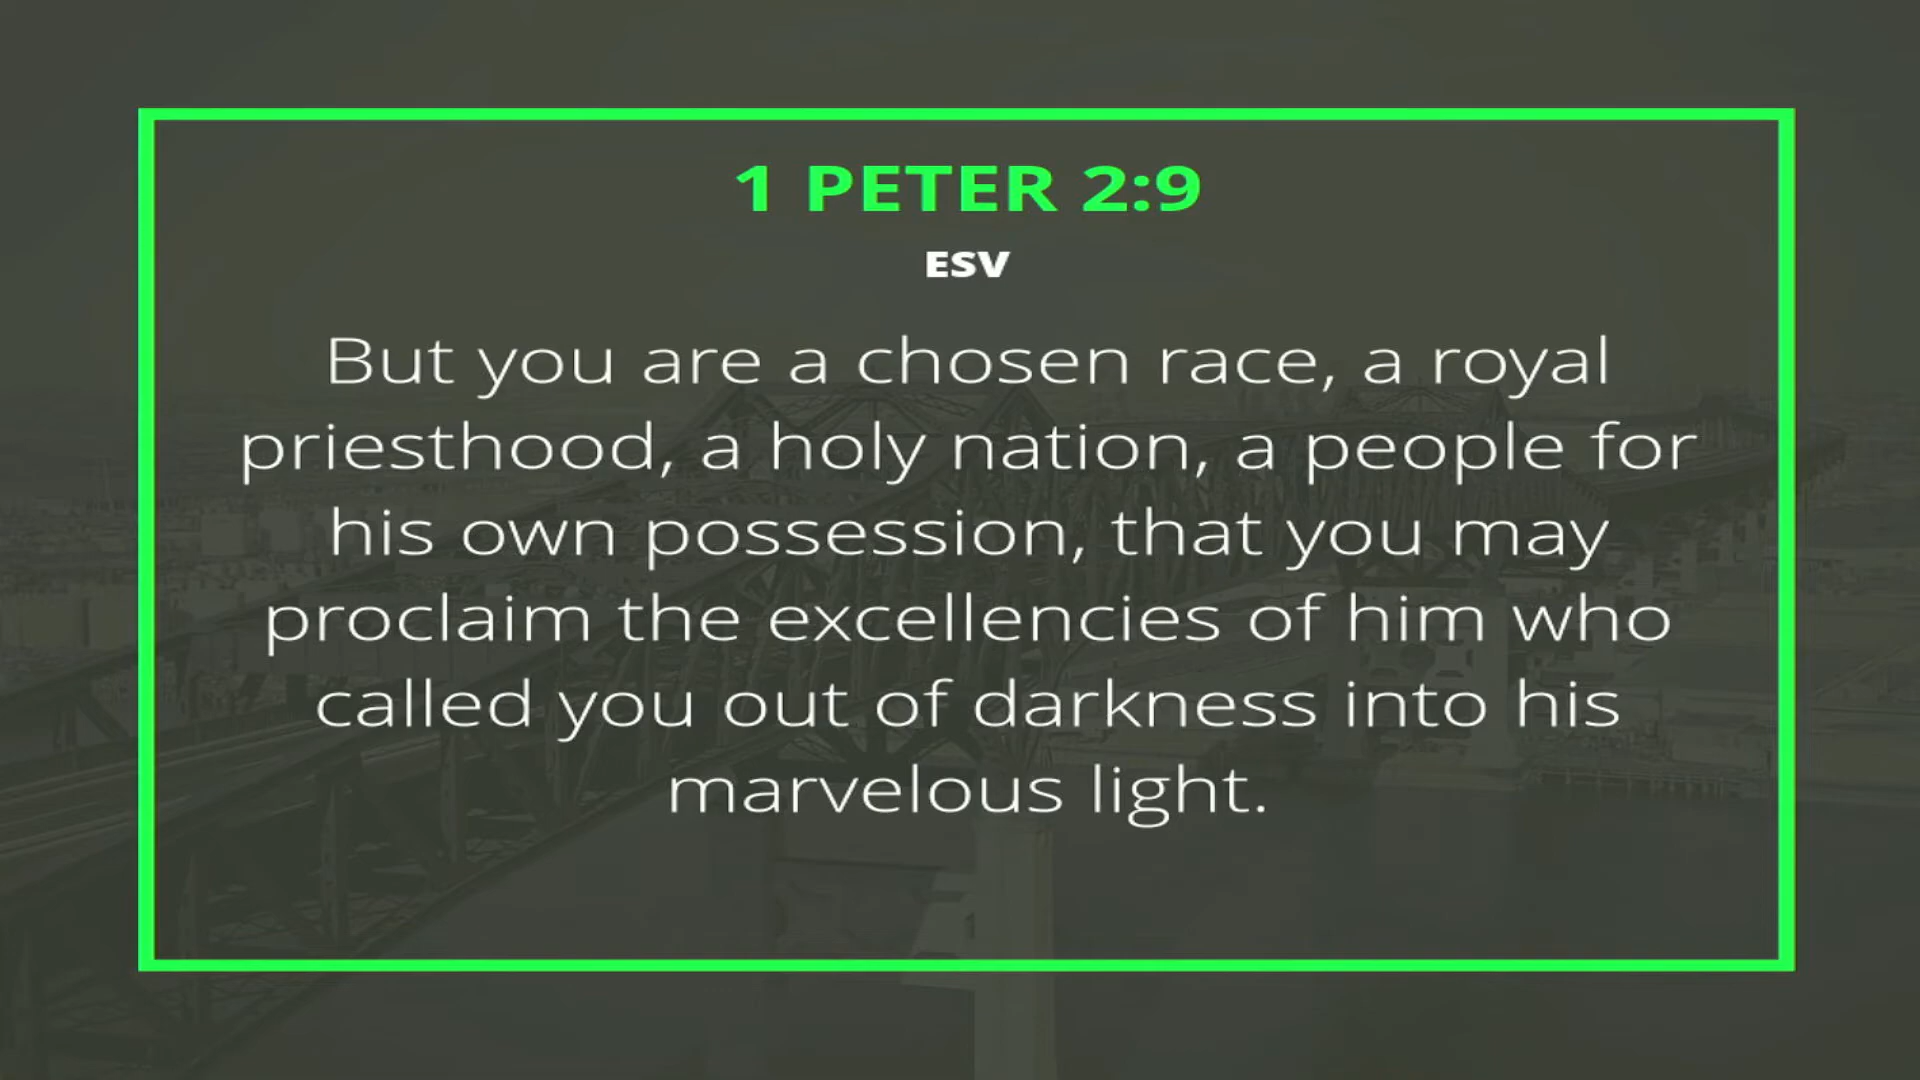 1 PETER 2:9
ESV
But you are a chosen race, a royal
priesthood, a holy nation, a people for
his own possession, that you may
proclaim the excellencies of him who
called you out of darkness into his
marvelous light.